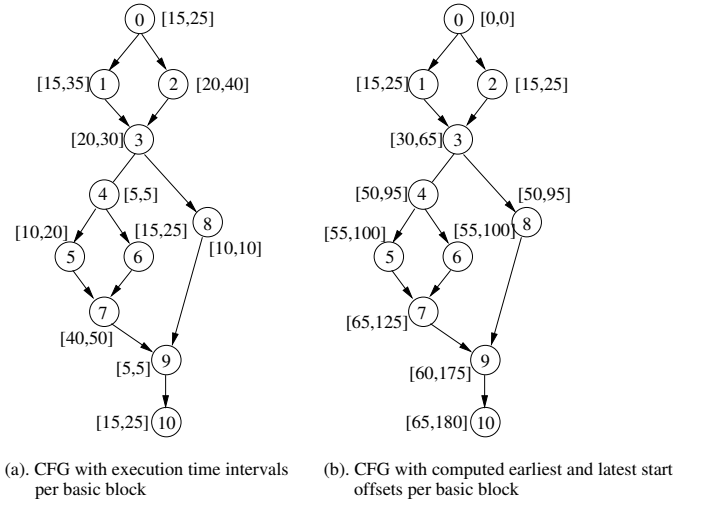 0 [15,25] 0 [0,0]
[15,35] 1 2 [20,40] [15,25] 1 2 [15,25]
[20,30] 3 [30,65] 3
4 [5,5] [50,95] 4 [50,95]
[10,20] [15,25] 8 [55,100] [55,100] 8
5 6 [10,10] 5 6
7 7
[40,50] [65,125]
[5,5] 9 [60,175] 9
[15,25] 10 [65,180] 10
(a). CFG with execution time intervals
per basic block
(b). CFG with computed earliest and latest start
offsets per basic block